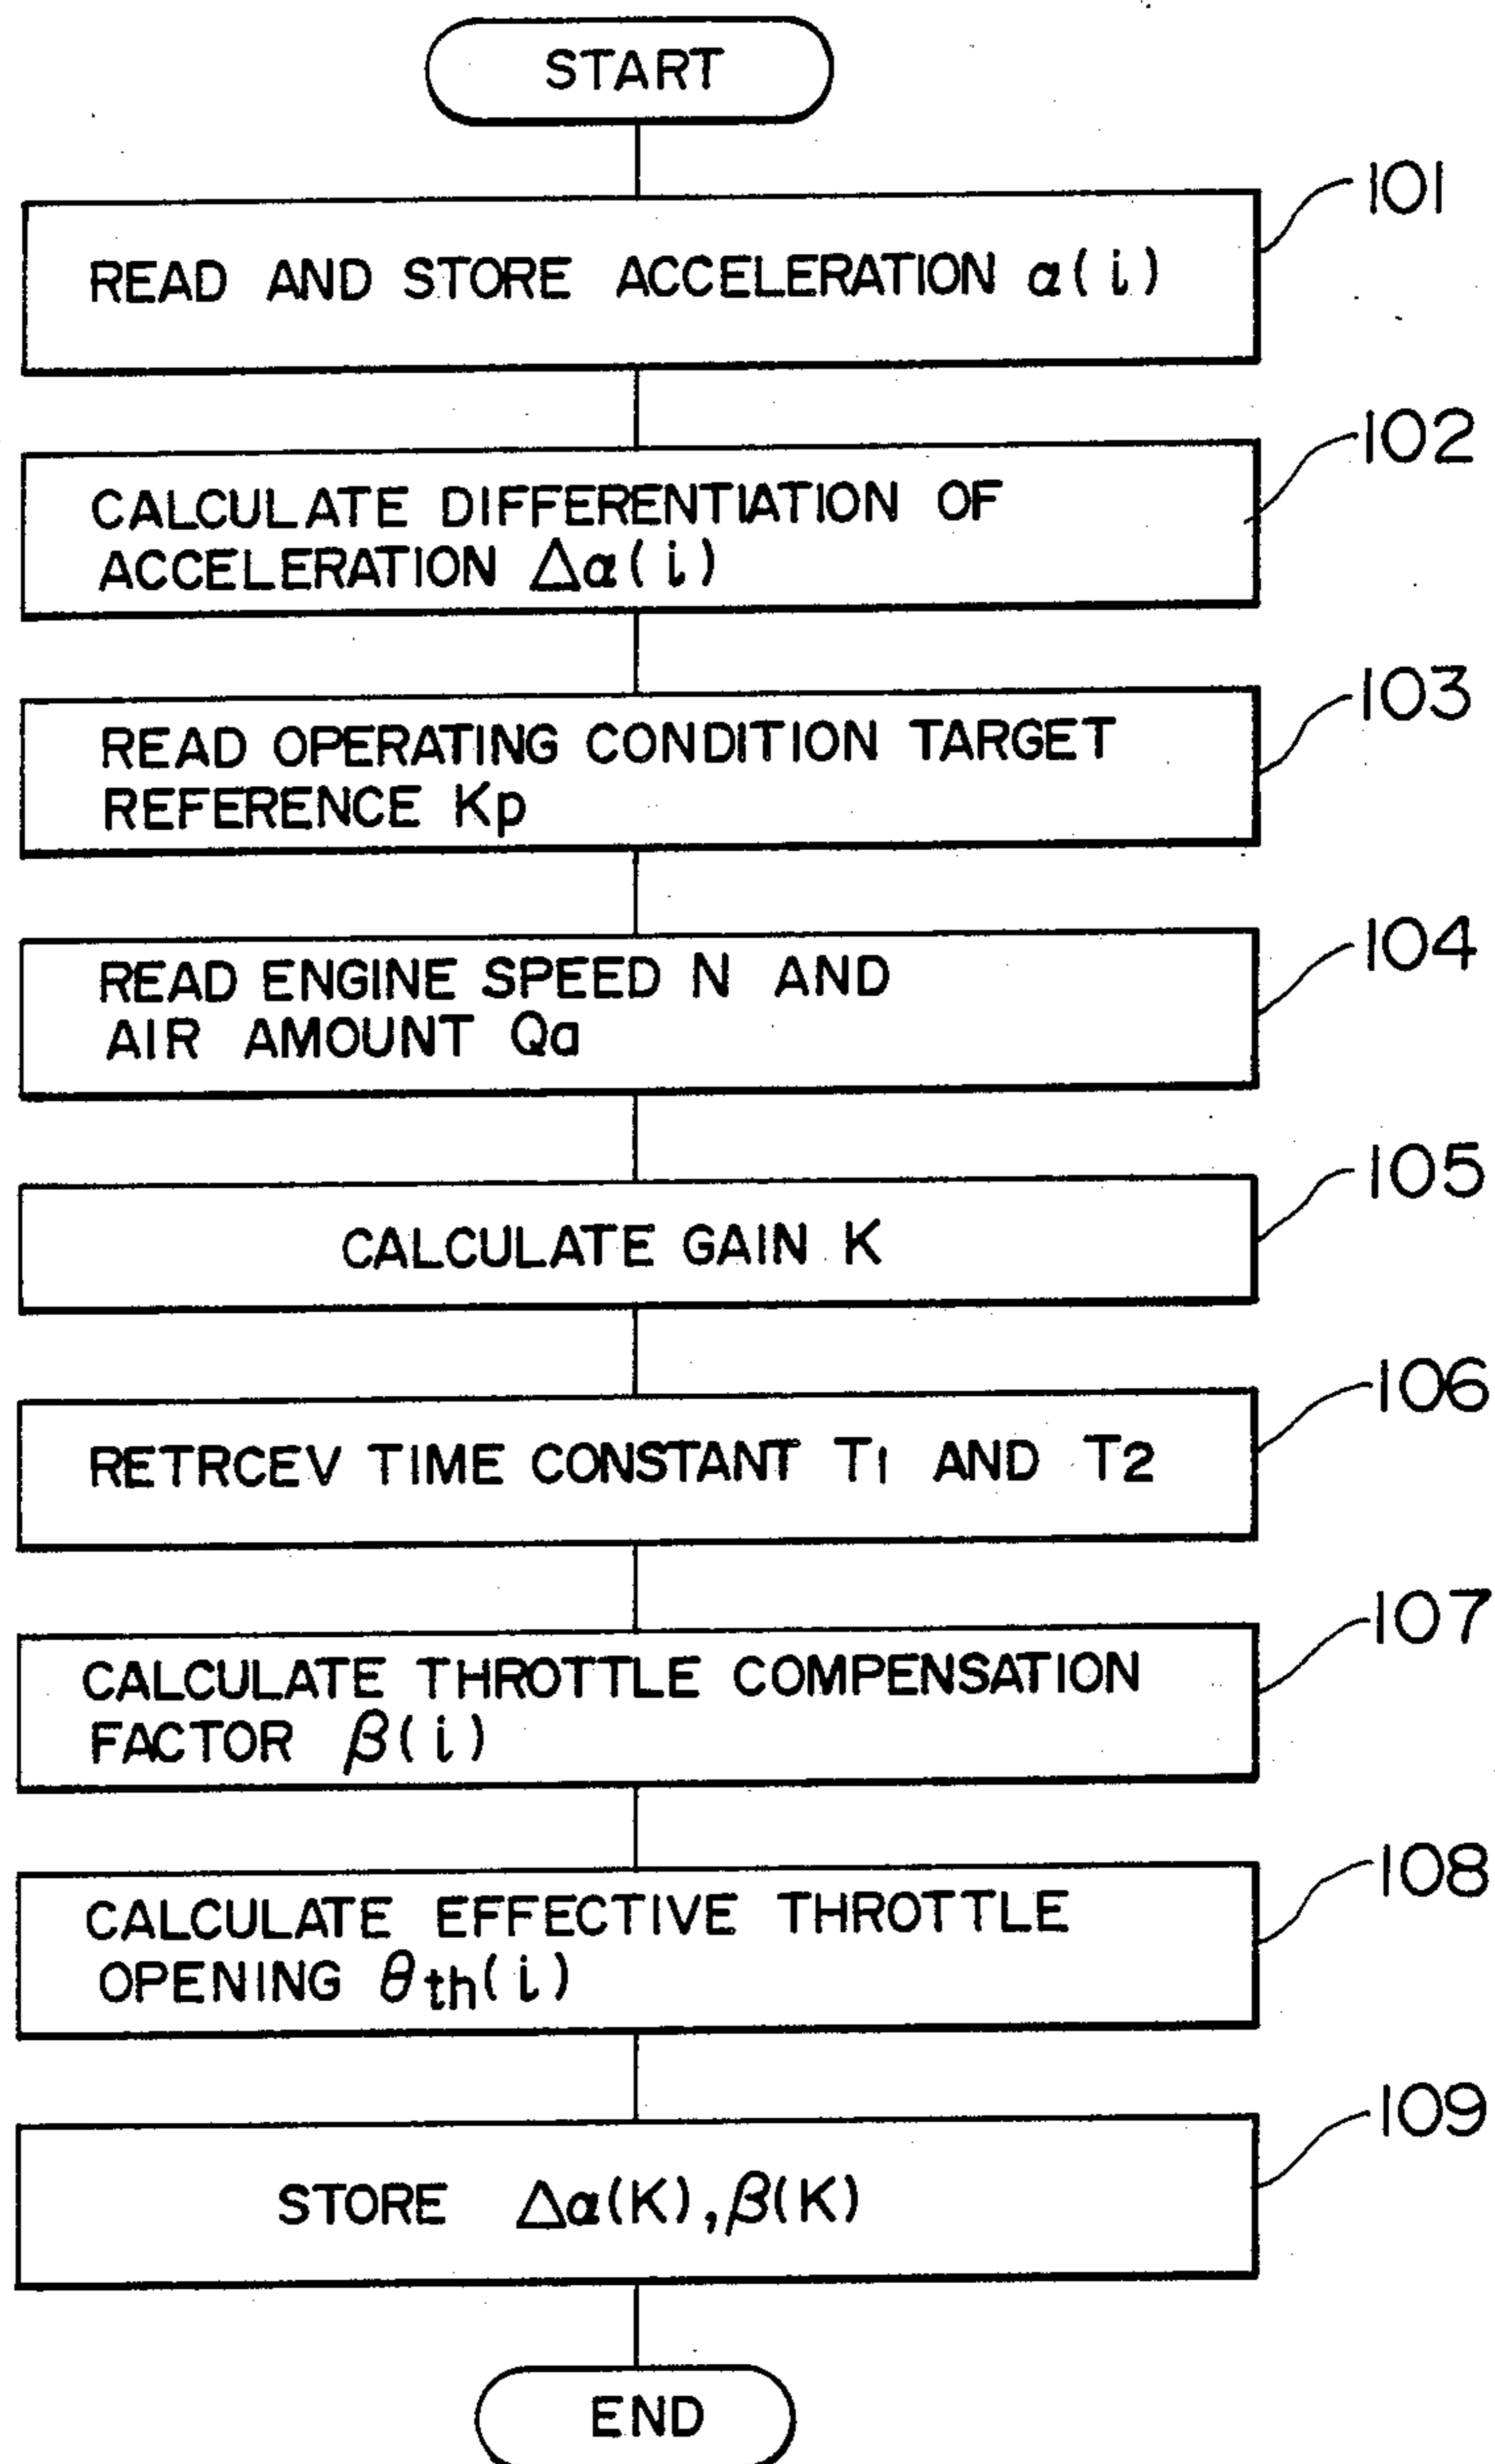 START
101
READ AND STORE ACCELERATION α(i)
102
CALCULATE DIFFERENTIATION OF
ACCELERATION Δα(i)
103
READ OPERATING CONDITION TARGET
REFERENCE Kp
104
READ ENGINE SPEED N AND
AIR AMOUNT Qa
105
CALCULATE GAIN K
106
RETRCEV TIME CONSTANT T1 AND T2
107
CALCULATE THROTTLE COMPENSATION
FACTOR β(i)
108
CALCULATE EFFECTIVE THROTTLE
OPENING θth(i)
109
STORE Δα(K),β(K)
END